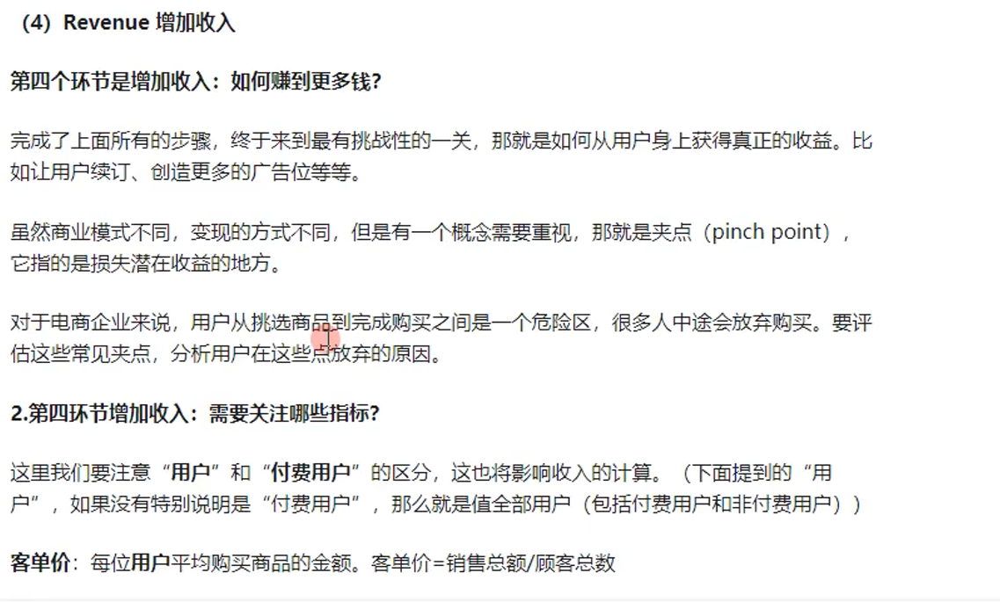 （4）Revenue 增加收入
第四个环节是增加收入：如何赚到更多钱？
完成了上面所有的步骤，终于来到最有挑战性的一关，那就是如何从用户身上获得真正的收益。比
如让用户续订、创造更多的广告位等等。
虽然商业模式不同，变现的方式不同，但是有一个概念需要重视，那就是夹点（pinch point），
它指的是损失潜在收益的地方。
对于电商企业来说，用户从挑选商品到完成购买之间是一个危险区，很多人中途会放弃购买。要评
估这些常见夹点，分析用户在这些点放弃的原因。
2.第四环节增加收入：需要关注哪些指标？
这里我们要注意“用户”和“付费用户”的区分，这也将影响收入的计算。（下面提到的“用
户”，如果没有特别说明是“付费用户”，那么就是值全部用户（包括付费用户和非付费用户））
客单价：每位用户平均购买商品的金额。客单价=销售总额/顾客总数